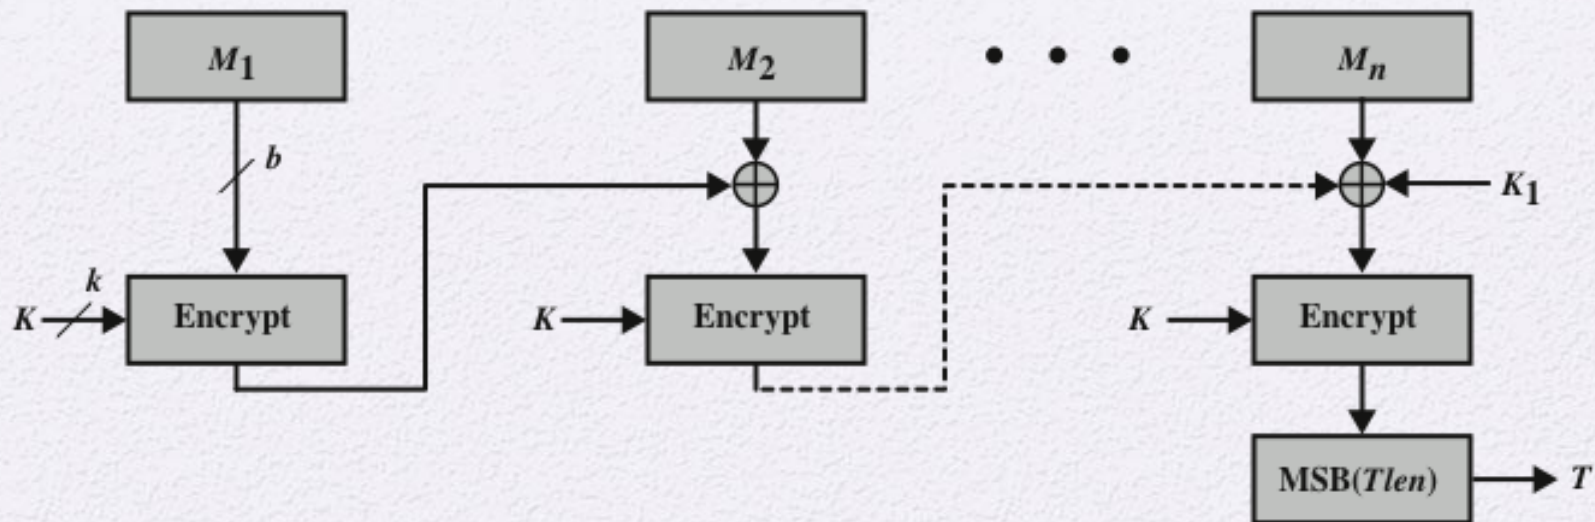 M1 M2 • • • Mn
b
K1
k
K Encrypt K Encrypt K Encrypt
MSB(Tlen) T